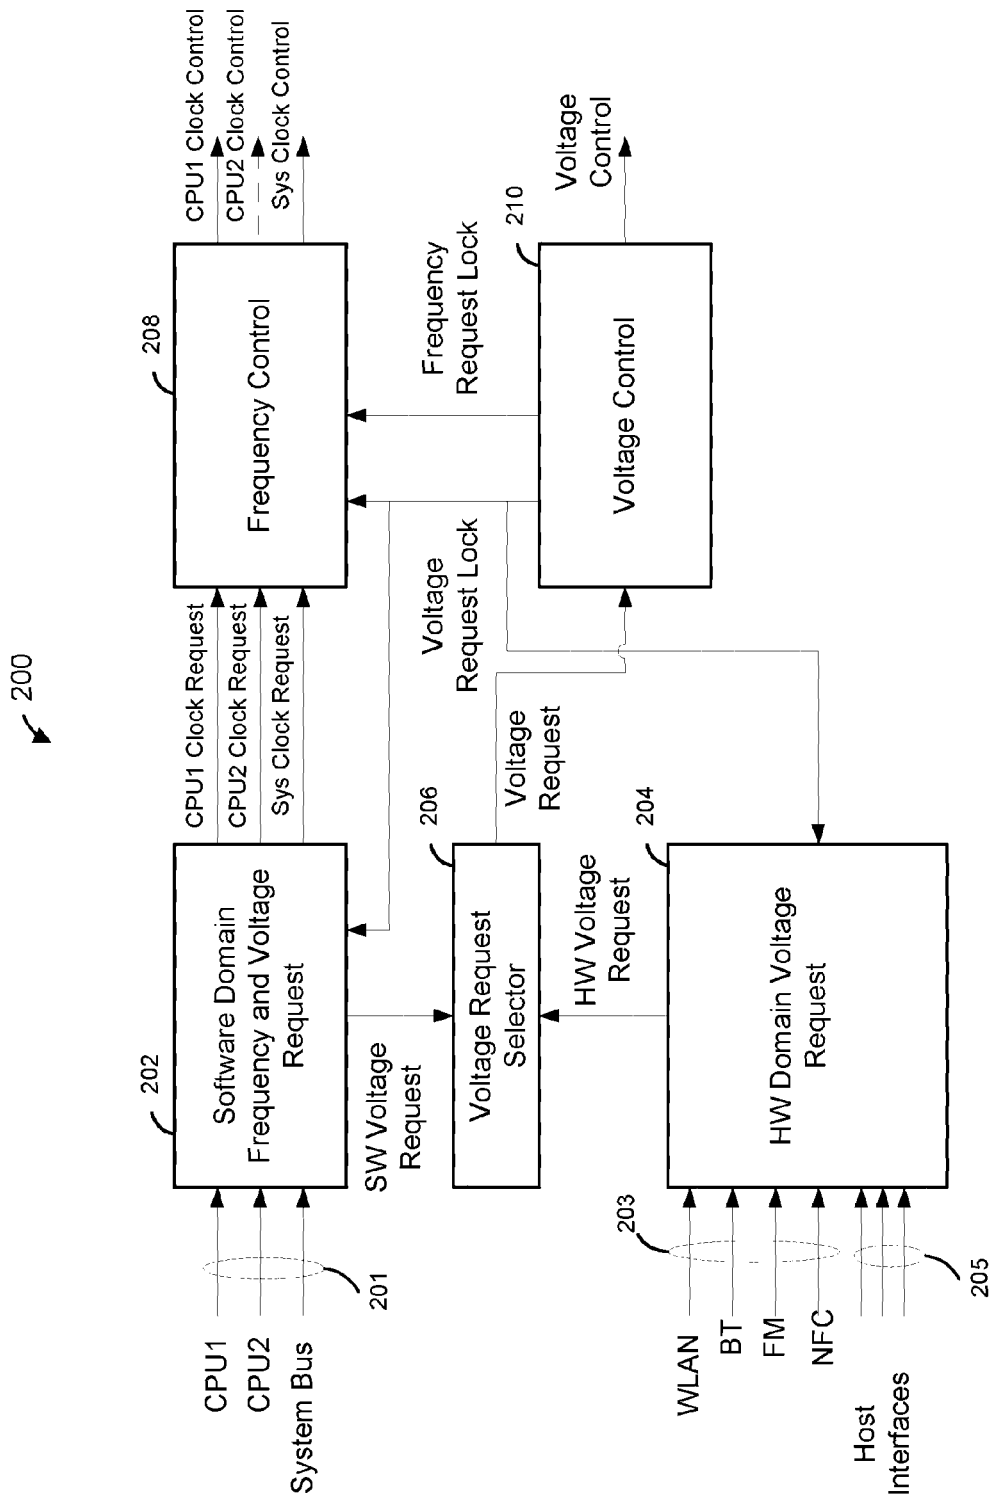 200
CPU1
CPU2
System Bus
201
202
Software Domain
Frequency and Voltage
Request
CPU1 Clock Request
CPU2 Clock Request
Sys Clock Request
208
Frequency Control
CPU1 Clock Control
CPU2 Clock Control
Sys Clock Control
SW Voltage
Request
206
Voltage Request
Selector
Voltage
Request
Voltage
Request Lock
Frequency
Request Lock
210
Voltage Control
Voltage
Control
HW Voltage
Request
204
HW Domain Voltage
Request
203
WLAN
BT
FM
NFC
Host
Interfaces
205